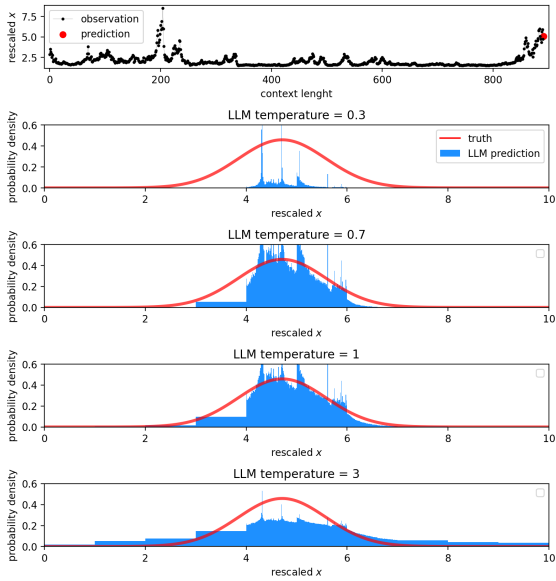 rescaled x
7.5
5.0
2.5
observation
prediction
0
200
400
600
800
context lenght
LLM temperature = 0.3
probability density
0.6
0.4
0.2
0.0
truth
LLM prediction
0
2
4
6
8
10
rescaled x
LLM temperature = 0.7
probability density
0.6
0.4
0.2
0.0
0
2
4
6
8
10
rescaled x
LLM temperature = 1
probability density
0.6
0.4
0.2
0.0
0
2
4
6
8
10
rescaled x
LLM temperature = 3
probability density
0.6
0.4
0.2
0.0
0
2
4
6
8
10
rescaled x